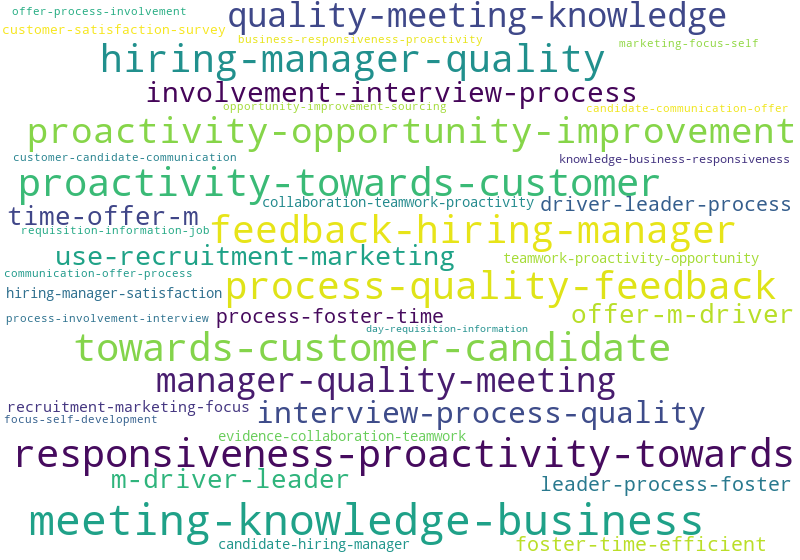 offer-process-involvement
quality-meeting-knowledge
customer-satisfaction-survey
business-responsiveness-proactivity
marketing-focus-self
hiring-manager-quality
involvement-interview-process
opportunity-improvement-sourcing
candidate-communication-offer
proactivity-opportunity-improvement
customer-candidate-communication
knowledge-business-responsiveness
proactivity-towards-customer
collaboration-teamwork-proactivity
driver-leader-process
time-offer-m
requisition-information-job
feedback-hiring-manager
use-recruitment-marketing
teamwork-proactivity-opportunity
communication-offer-process
process-quality-feedback
hiring-manager-satisfaction
process-involvement-interview
process-foster-time
offer-m-driver
day-requisition-information
towards-customer-candidate
manager-quality-meeting
recruitment-marketing-focus
interview-process-quality
focus-self-development
evidence-collaboration-teamwork
responsiveness-proactivity-towards
m-driver-leader
leader-process-foster
meeting-knowledge-business
candidate-hiring-manager
foster-time-efficient